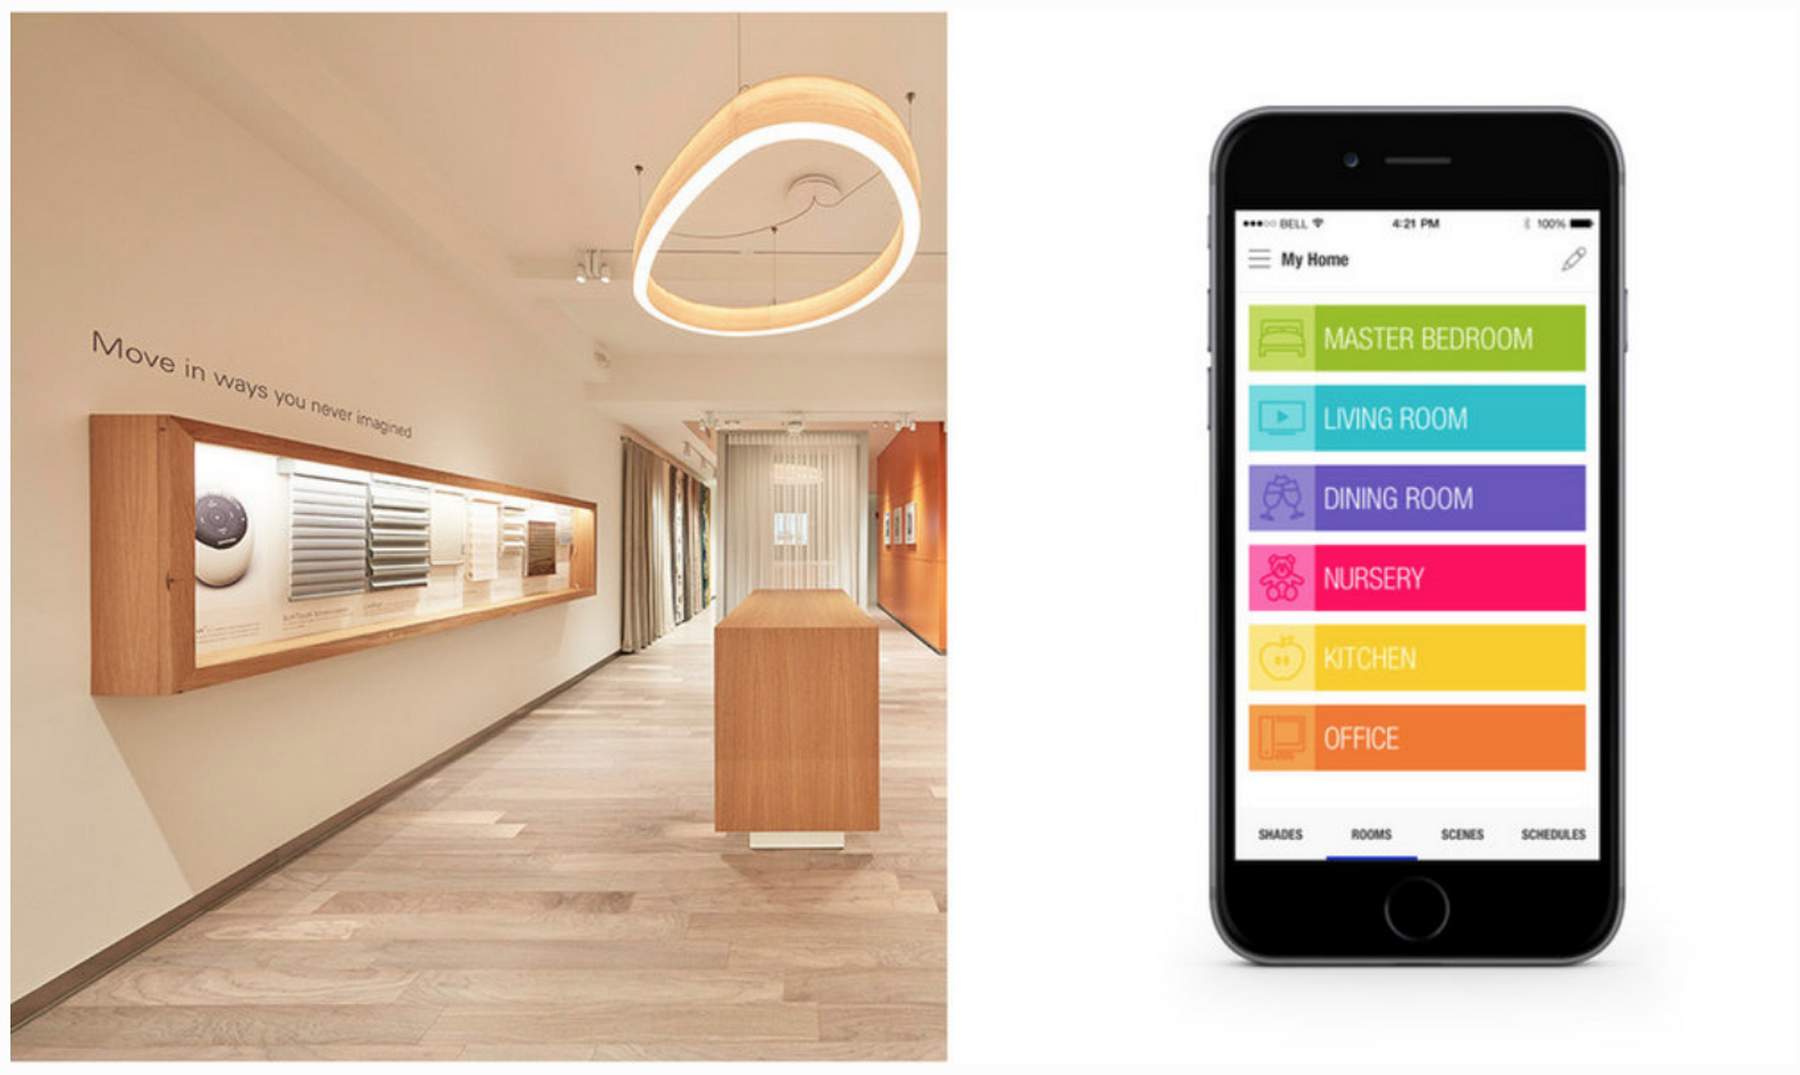 Move in ways you never imagined
BELL
4:21 PM
100%
My Home
MASTER BEDROOM
LIVING ROOM
DINING ROOM
NURSERY
KITCHEN
OFFICE
SHADES ROOMS SCENES SCHEDULES